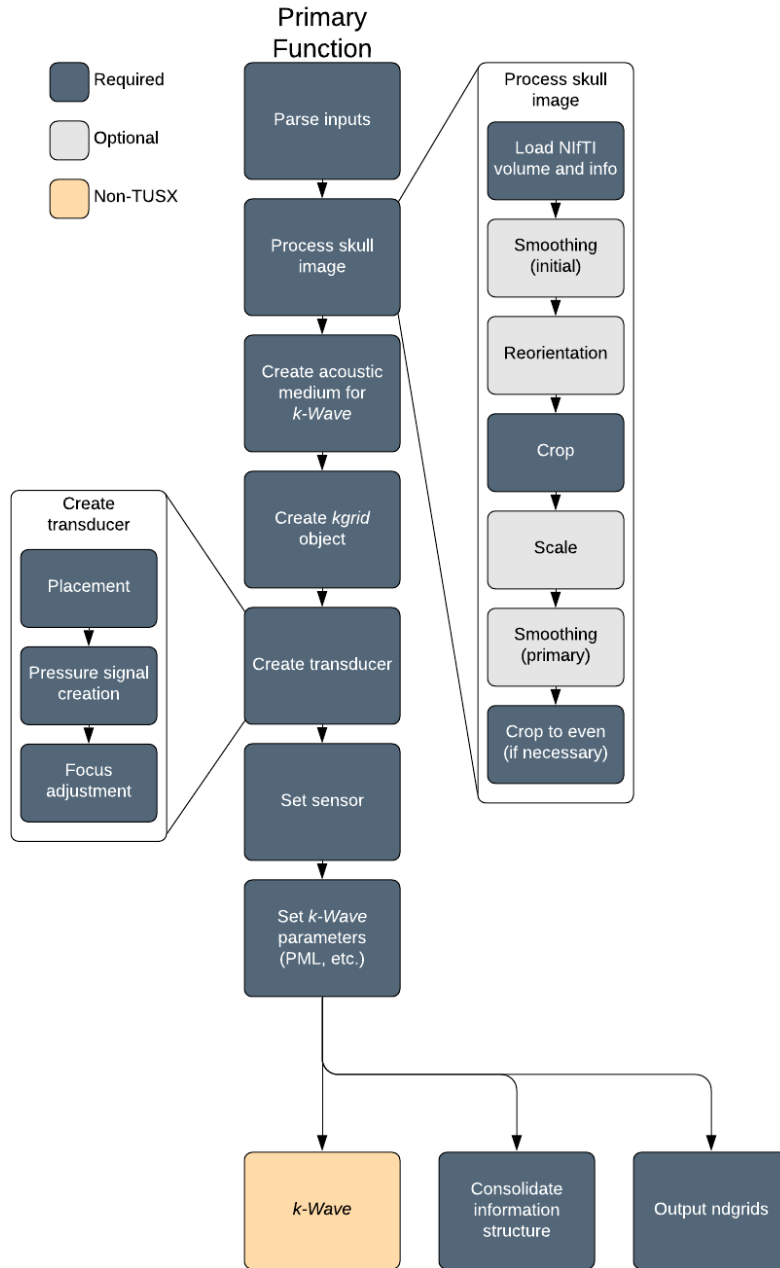 Primary
Function
Required
Optional
Non-TUSX
Parse inputs
Process skull
image
Create acoustic
medium for
k-Wave
Create kgrid
object
Create transducer
Set sensor
Set k-Wave
parameters
(PML, etc.)
k-Wave
Consolidate
information
structure
Output ndgrids
Process skull
image
Load NIfTI
volume and info
Smoothing
(initial)
Reorientation
Crop
Scale
Smoothing
(primary)
Crop to even
(if necessary)
Create
transducer
Placement
Pressure signal
creation
Focus
adjustment